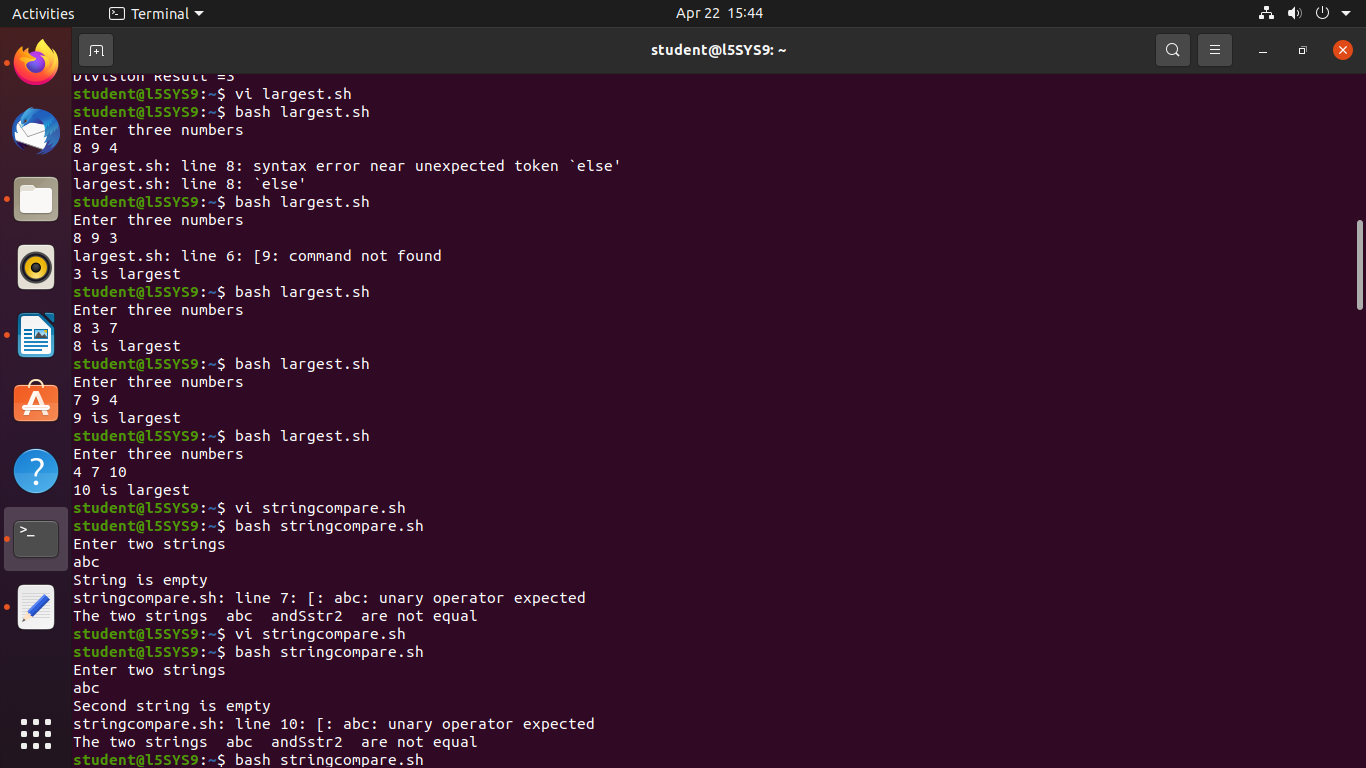 Activities Terminal Apr 22 15:44
student@l5SYS9: ~
Division Result =3
student@l5SYS9:~$ vi largest.sh
student@l5SYS9:~$ bash largest.sh
Enter three numbers
8 9 4
largest.sh: line 8: syntax error near unexpected token `else'
largest.sh: line 8: `else'
student@l5SYS9:~$ bash largest.sh
Enter three numbers
8 9 3
largest.sh: line 6: [9: command not found
3 is largest
student@l5SYS9:~$ bash largest.sh
Enter three numbers
8 3 7
8 is largest
student@l5SYS9:~$ bash largest.sh
Enter three numbers
7 9 4
9 is largest
student@l5SYS9:~$ bash largest.sh
Enter three numbers
4 7 10
10 is largest
student@l5SYS9:~$ vi stringcompare.sh
student@l5SYS9:~$ bash stringcompare.sh
Enter two strings
abc
String is empty
stringcompare.sh: line 7: [: abc: unary operator expected
The two strings  abc  andSstr2  are not equal
student@l5SYS9:~$ vi stringcompare.sh
student@l5SYS9:~$ bash stringcompare.sh
Enter two strings
abc
Second string is empty
stringcompare.sh: line 10: [: abc: unary operator expected
The two strings  abc  andSstr2  are not equal
student@l5SYS9:~$ bash stringcompare.sh